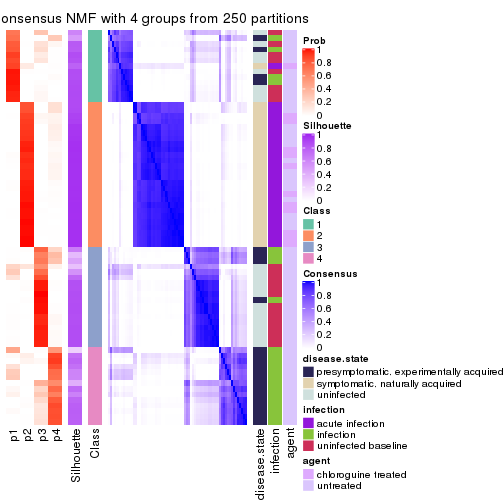 onsensus NMF with 4 groups from 250 partitions
Prob
1
0.8
0.6
0.4
0.2
0
Silhouette
1
0.8
0.6
0.4
0.2
0
Class
1
2
3
4
Consensus
1
0.8
0.6
0.4
0.2
0
disease.state
presymptomatic. experimentally acquired
symptomatic. naturally acquired
uninfected
infection
acute infection
infection
uninfected baseline
agent
chloroguine treated
untreated
p1
p2
p3
p4
Silhouette
Class
disease.state
infection
agent